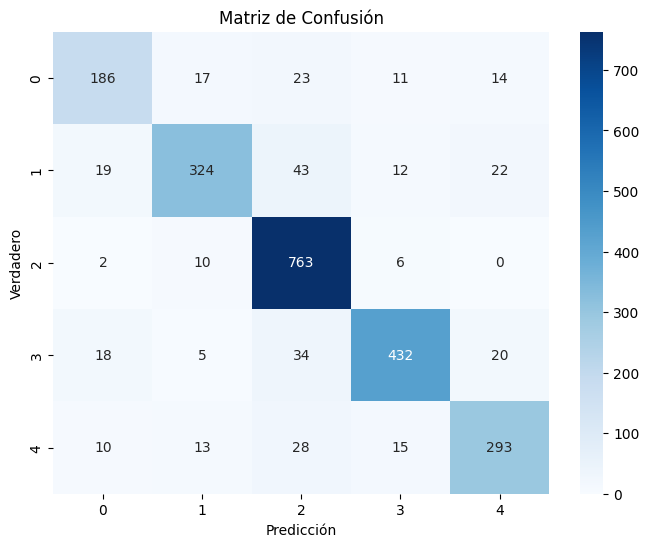 Matriz de Confusión
0 186 17 23 11 14
1 19 324 43 12 22
2 2 10 763 6 0
3 18 5 34 432 20
4 10 13 28 15 293
0 1 2 3 4
Verdadero
Predicción
700
600
500
400
300
200
100
0